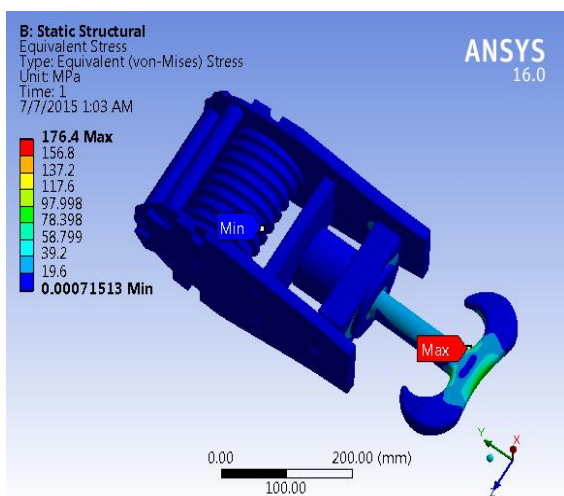 B: Static Structural
Equivalent Stress
Type: Equivalent (von-Mises) Stress
Unit: MPa
Time: 1
7/7/2015 1:03 AM
ANSYS
16.0
176.4 Max
156.8
137.2
117.6
97.998
78.398
58.799
39.2
19.6
0.00071513 Min
Min
Max
0.00
200.00 (mm)
100.00
Y
X
Z